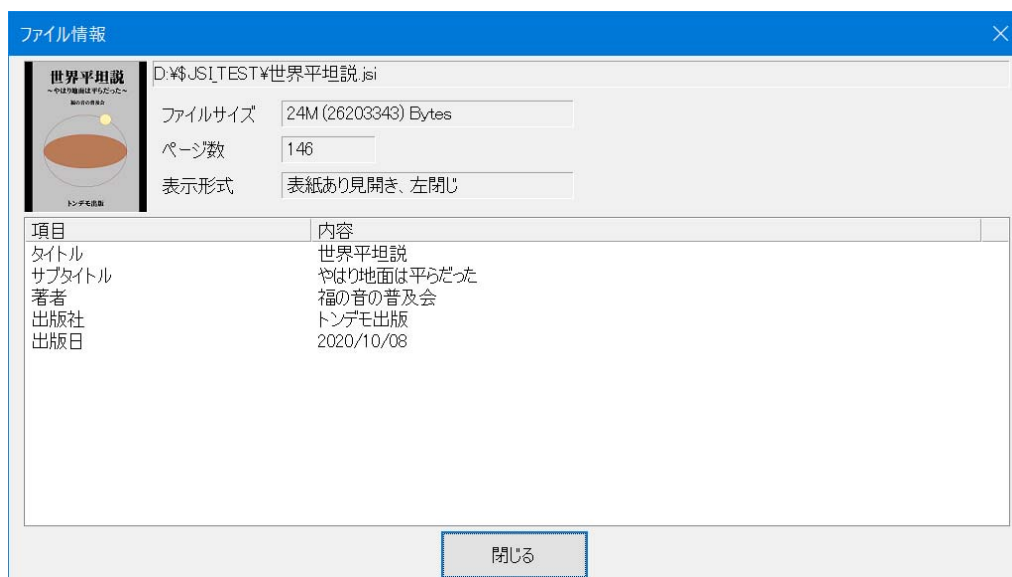 ファイル情報
世界平坦説
～やはり地面は平らだった～
福の音の普及会
トンデモ出版
D:¥$JSI_TEST¥世界平坦説.jsi
ファイルサイズ 24M (26203343) Bytes
ページ数 146
表示形式 表紙あり見開き、左閉じ
項目 内容
タイトル 世界平坦説
サブタイトル やはり地面は平らだった
著者 福の音の普及会
出版社 トンデモ出版
出版日 2020/10/08
閉じる